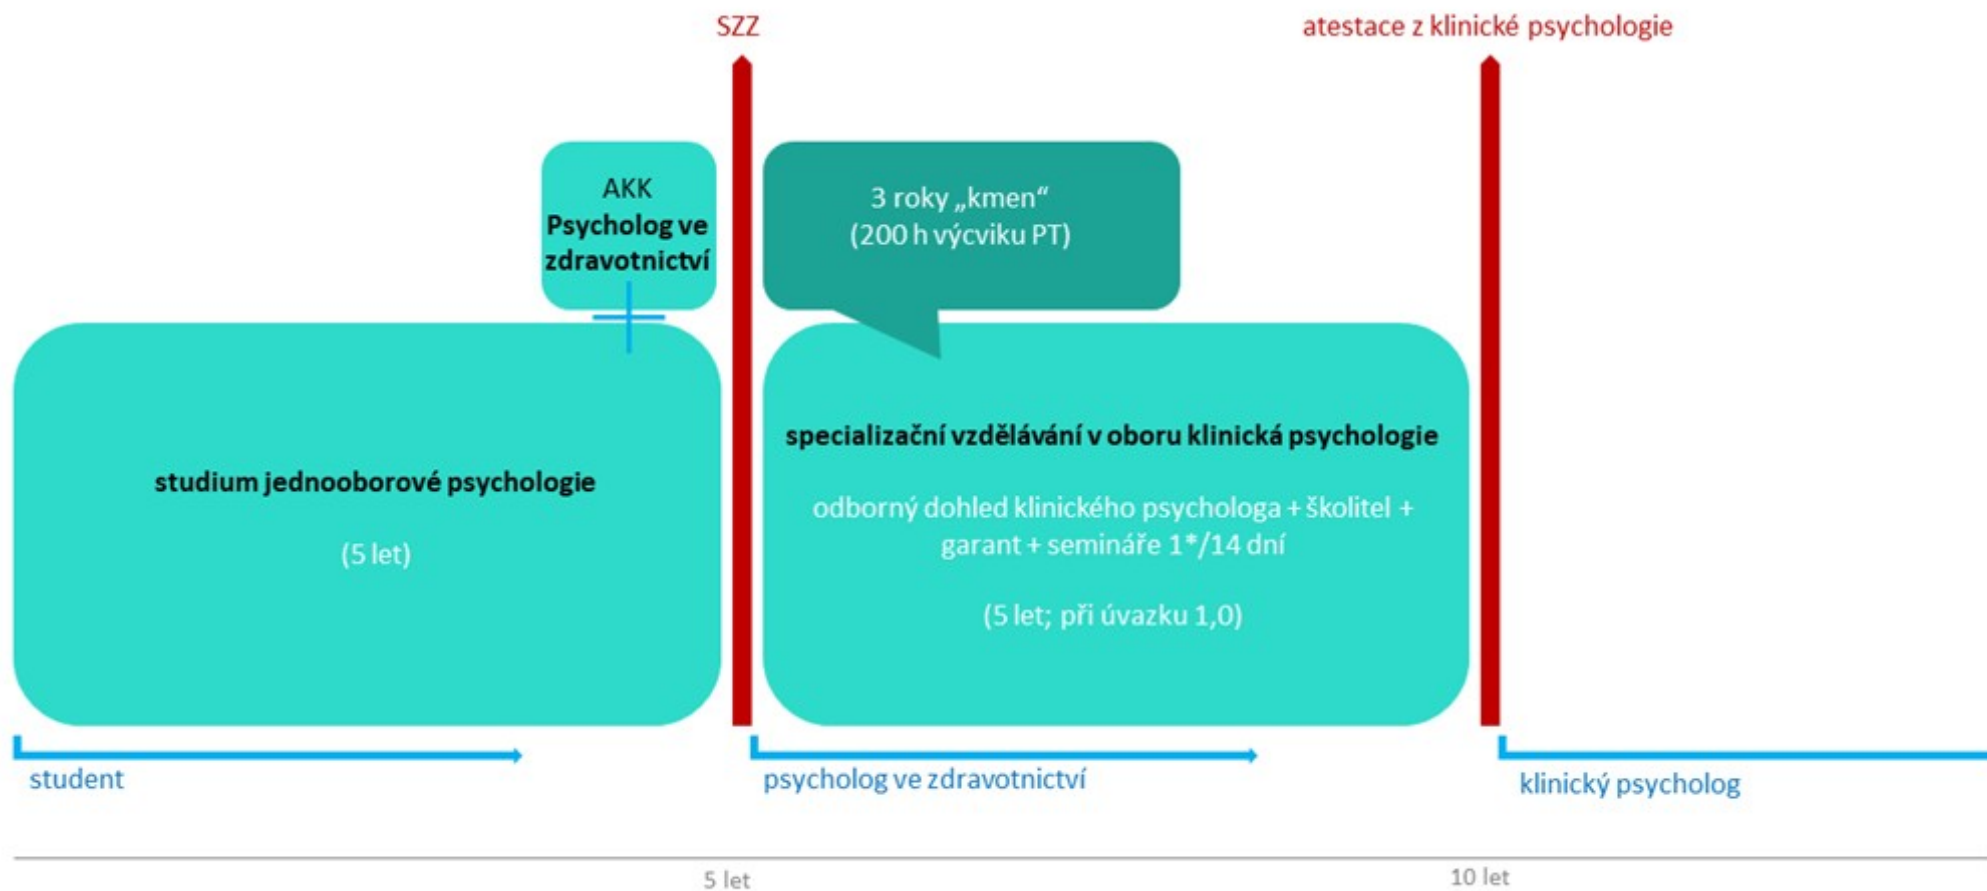 SZZ
atestace z klinické psychologie
AKK
Psycholog ve
zdravotnictví
3 roky „kmen“
(200 h výcviku PT)
studium jednooborové psychologie
(5 let)
specializační vzdělávání v oboru klinická psychologie
odborný dohled klinického psychologa + školitel +
garant + semináře 1*/14 dní
(5 let; při úvazku 1,0)
student
psycholog ve zdravotnictví
klinický psycholog
5 let
10 let